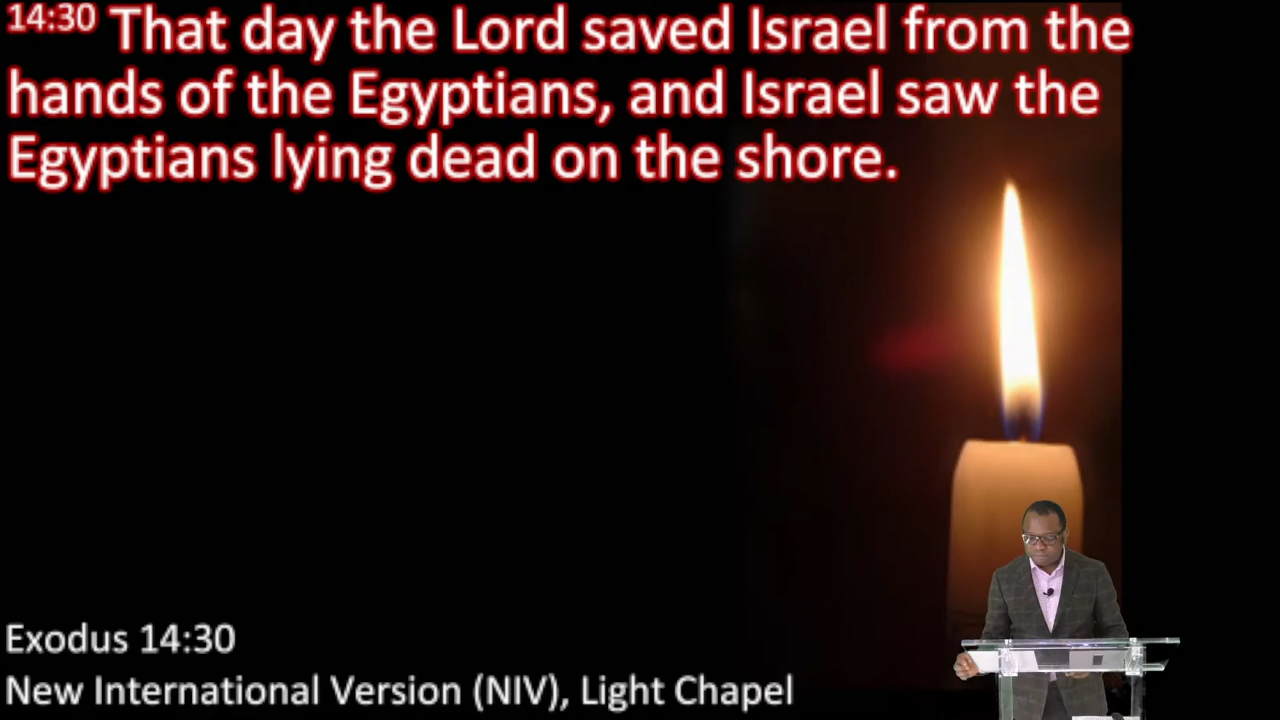 14:30 That day the Lord saved Israel from the
hands of the Egyptians, and Israel saw the
Egyptians lying dead on the shore.
Exodus 14:30
New International Version (NIV), Light Chapel